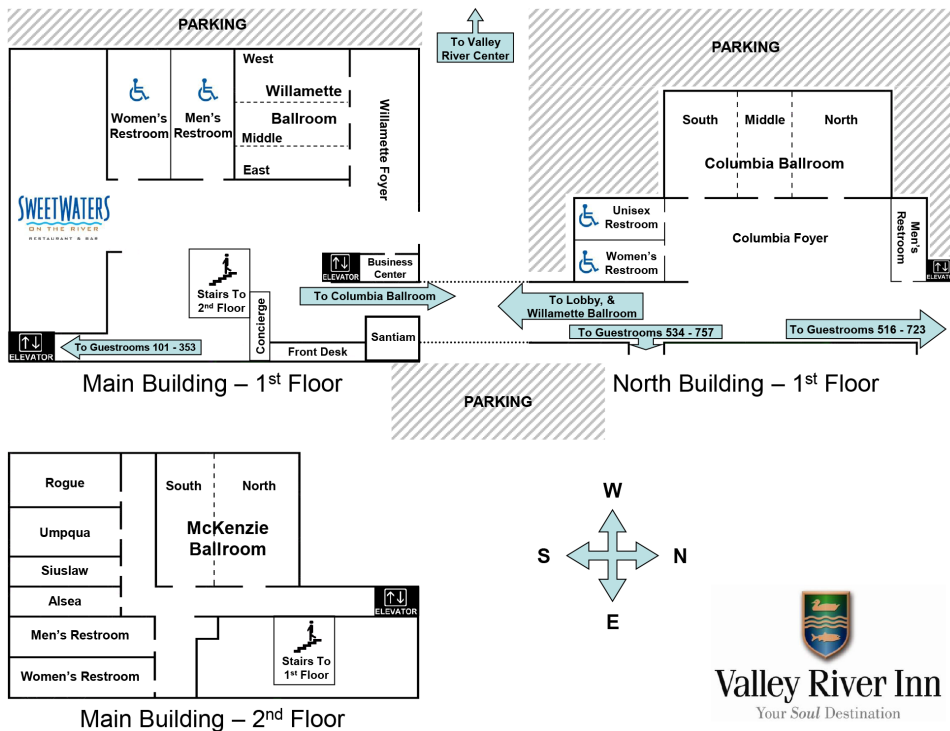 PARKING
To Valley
River Center
PARKING
West
Willamette
Ballroom
Middle
East
Women's
Restroom
Men's
Restroom
Willamette Foyer
SWEETWATERS
ON THE RIVER
RESTAURANT & BAR
Stairs To
2nd Floor
ELEVATOR
Business
Center
To Columbia Ballroom
Concierge
Front Desk
Santiam
ELEVATOR
To Guestrooms 101 - 353
Main Building – 1st Floor
South
Middle
North
Columbia Ballroom
Unisex
Restroom
Women's
Restroom
Columbia Foyer
Men's
Restroom
ELEVATOR
To Lobby, &
Willamette Ballroom
To Guestrooms 534 - 757
To Guestrooms 516 - 723
North Building – 1st Floor
PARKING
Rogue
Umpqua
Siuslaw
Alsea
Men's Restroom
Women's Restroom
South
North
McKenzie
Ballroom
ELEVATOR
Stairs To
1st Floor
Main Building – 2nd Floor
W
S
N
E
Valley River Inn
Your Soul Destination